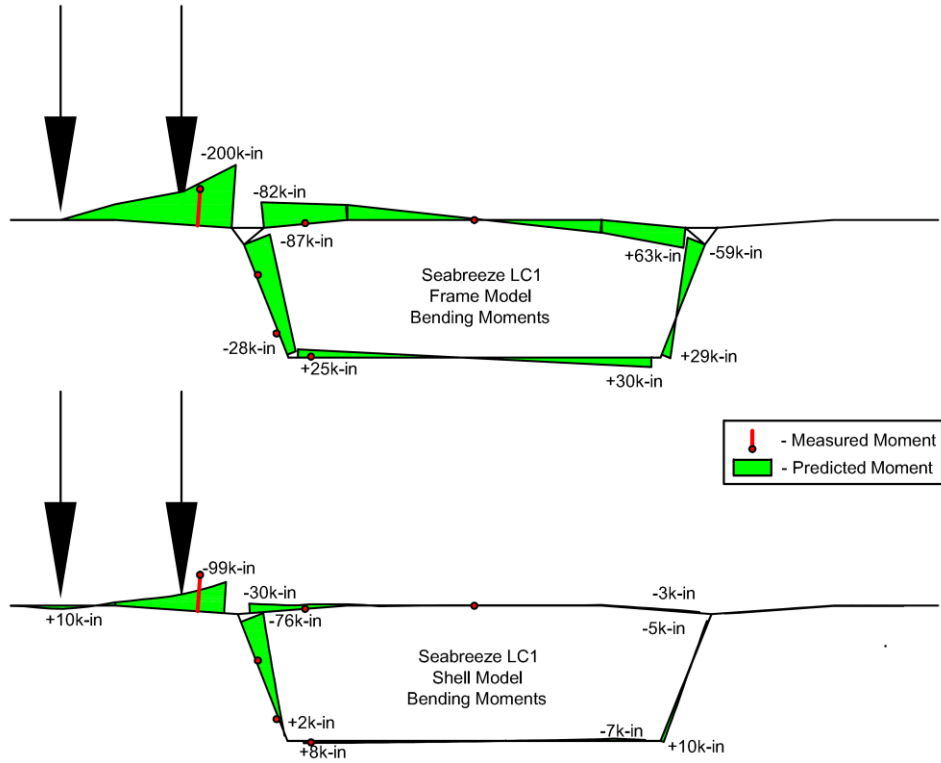 -200k-in
-82k-in
-87k-in
+63k-in
-59k-in
Seabreeze LC1
Frame Model
Bending Moments
-28k-in
+25k-in
+30k-in
+29k-in
- Measured Moment
- Predicted Moment
-99k-in
-30k-in
+10k-in
-76k-in
-3k-in
-5k-in
Seabreeze LC1
Shell Model
Bending Moments
+2k-in
+8k-in
-7k-in
+10k-in